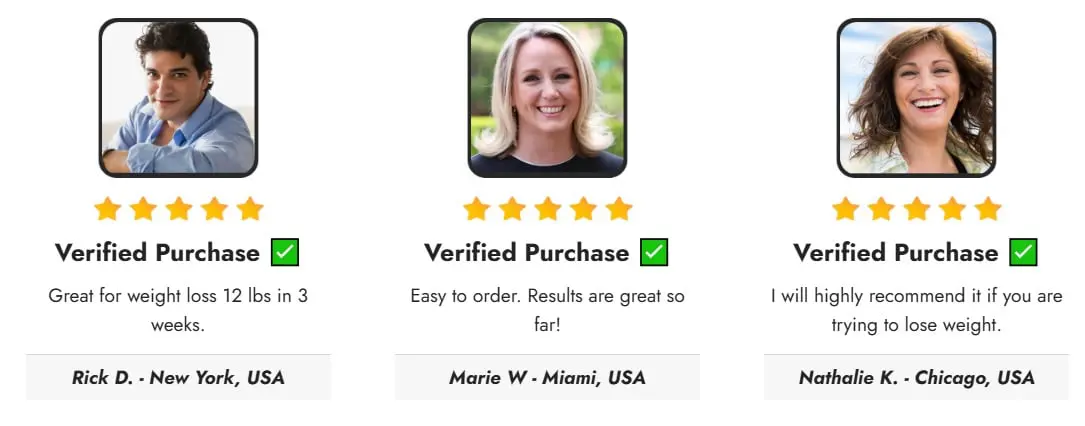 Verified Purchase ✅
Great for weight loss 12 lbs in 3
weeks.
Rick D. - New York, USA
Verified Purchase ✅
Easy to order. Results are great so
far!
Marie W - Miami, USA
Verified Purchase ✅
I will highly recommend it if you are
trying to lose weight.
Nathalie K. - Chicago, USA